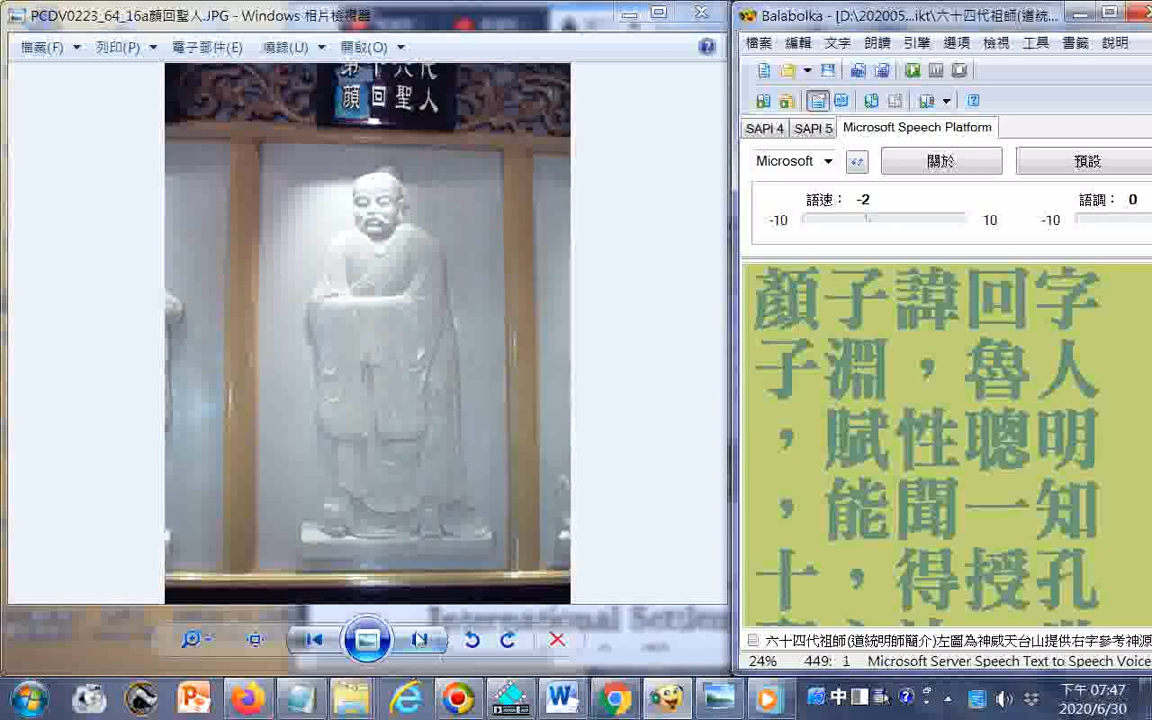 PCDV0223_64_16a顏回聖人.JPG - Windows 相片檢視器
檔案(F) 列印(P) 電子郵件(E) 燒錄(U) 開啟(O)
第十六代
顏回聖人
International Settle
Balabolka - [D:\202005...ikt\六十四代祖師(道統...
檔案 編輯 文字 朗讀 引擎 選項 檢視 工具 書籤 說明
SAPI 4 SAPI 5 Microsoft Speech Platform
Microsoft 關於 預設
語速： -2 語調： 0
-10 10 -10
顏子諱回字
子淵，魯人
，賦性聰明
，能聞一知
十，得授孔
六十四代祖師(道統明師簡介)左圖為神威天台山提供右字參考神源
24% 449: 1 Microsoft Server Speech Text to Speech Voice
中
下午 07:47
2020/6/30